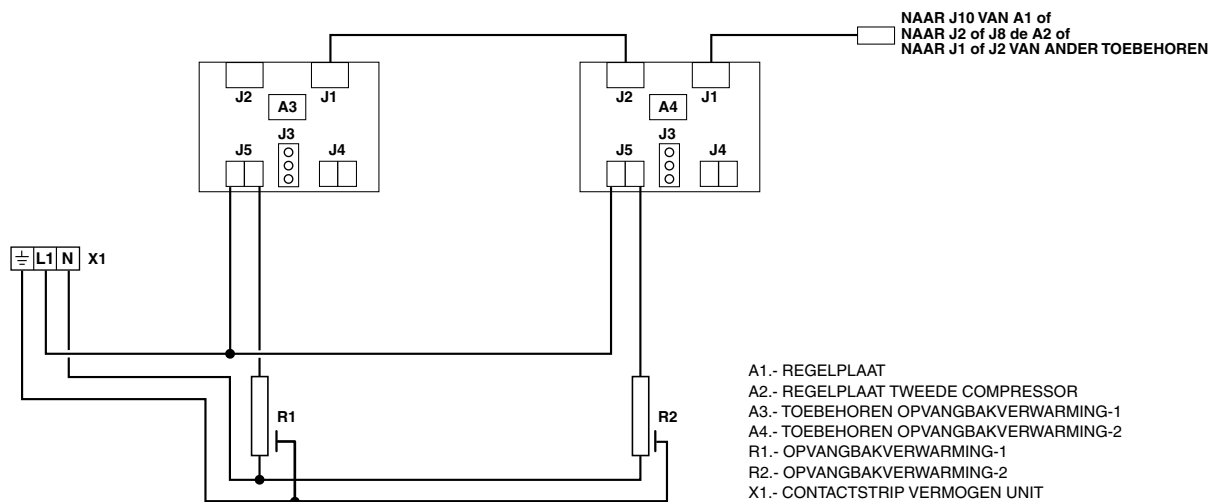 NAAR J10 VAN A1 of
NAAR J2 of J8 de A2 of
NAAR J1 of J2 VAN ANDER TOEBEHOREN
J2 J1 J2 J1
A3 A4
J3 J3
J5 J4 J5 J4
L1 N X1
R1 R2
A1.- REGELPLAAT
A2.- REGELPLAAT TWEEDE COMPRESSOR
A3.- TOEBEHOREN OPVANGBAKVERWARMING-1
A4.- TOEBEHOREN OPVANGBAKVERWARMING-2
R1.- OPVANGBAKVERWARMING-1
R2.- OPVANGBAKVERWARMING-2
X1.- CONTACTSTRIP VERMOGEN UNIT